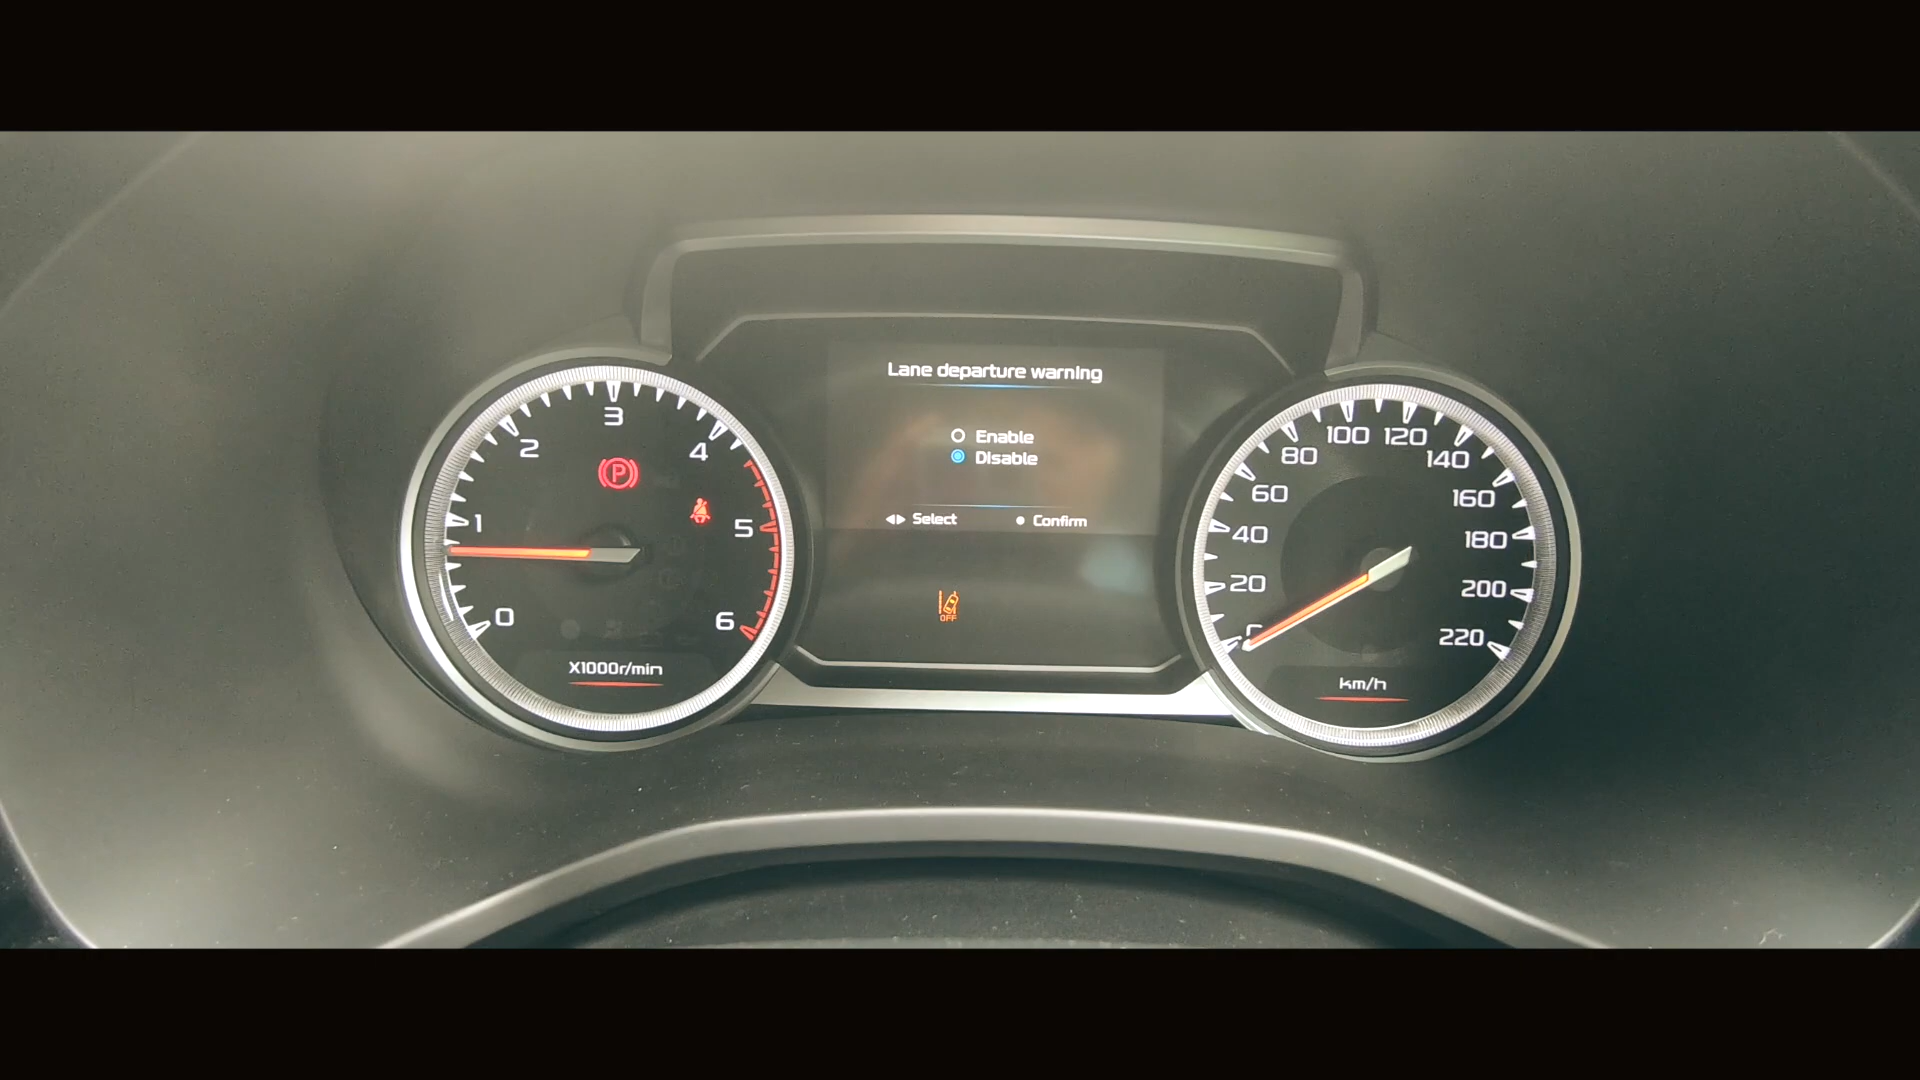 Lane departure warning
Enable
Disable
Select
Confirm
OFF
0
1
2
3
4
5
6
P
X1000r/min
20
40
60
80
100
120
140
160
180
200
220
km/h